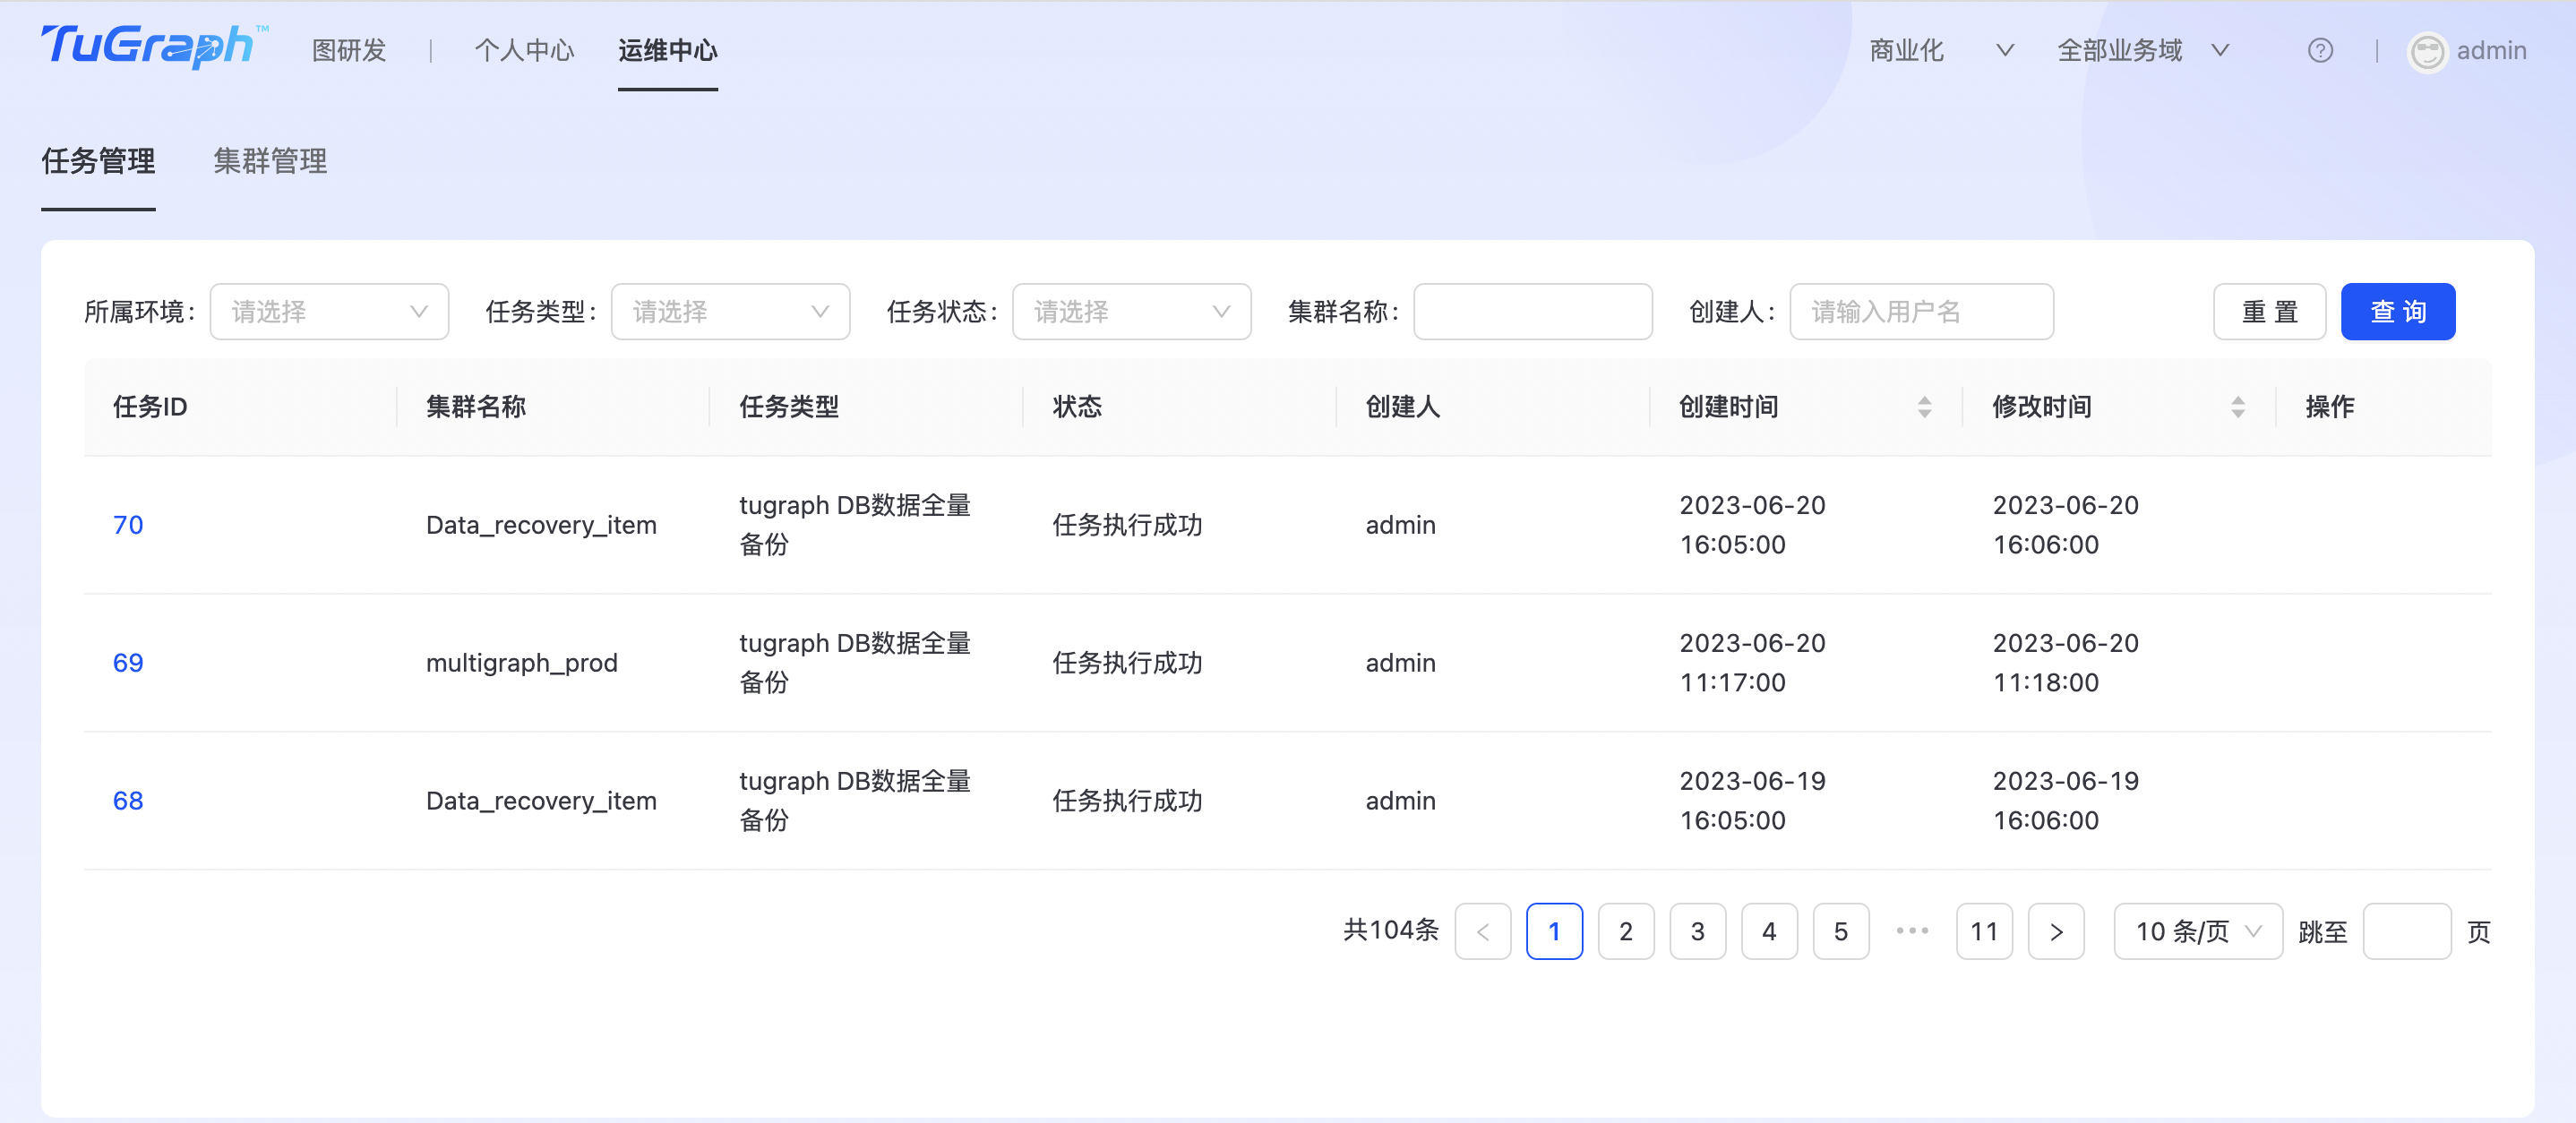 TuGraph™ 图研发 | 个人中心 运维中心 商业化 全部业务域 ? | admin
任务管理 集群管理
所属环境： 请选择 任务类型： 请选择 任务状态： 请选择 集群名称： 创建人： 请输入用户名 重 置 查 询
任务ID 集群名称 任务类型 状态 创建人 创建时间 修改时间 操作
70 Data_recovery_item tugraph DB数据全量 任务执行成功 admin 2023-06-20 2023-06-20
备份 16:05:00 16:06:00
69 multigraph_prod tugraph DB数据全量 任务执行成功 admin 2023-06-20 2023-06-20
备份 11:17:00 11:18:00
68 Data_recovery_item tugraph DB数据全量 任务执行成功 admin 2023-06-19 2023-06-19
备份 16:05:00 16:06:00
共104条 < 1 2 3 4 5 ••• 11 > 10 条/页 跳至 页